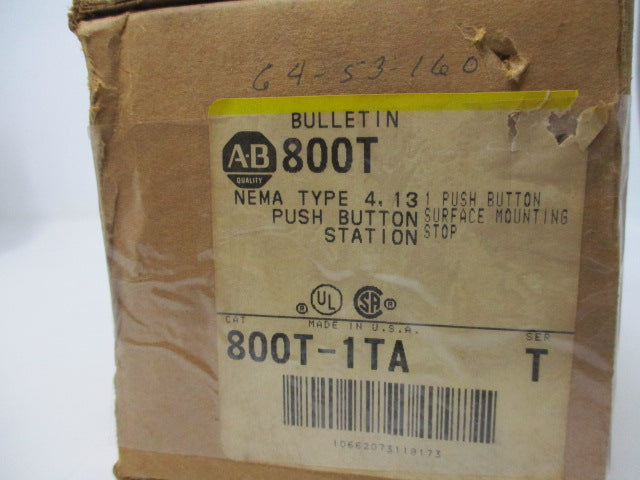 64-53-160
BULLETIN
A-B QUALITY 800T
NEMA TYPE 4, 13 1 PUSH BUTTON
PUSH BUTTON SURFACE MOUNTING
STATION STOP
® UL SA ®
MADE IN U.S.A.
CAT SER
800T-1TA T
10662073118173